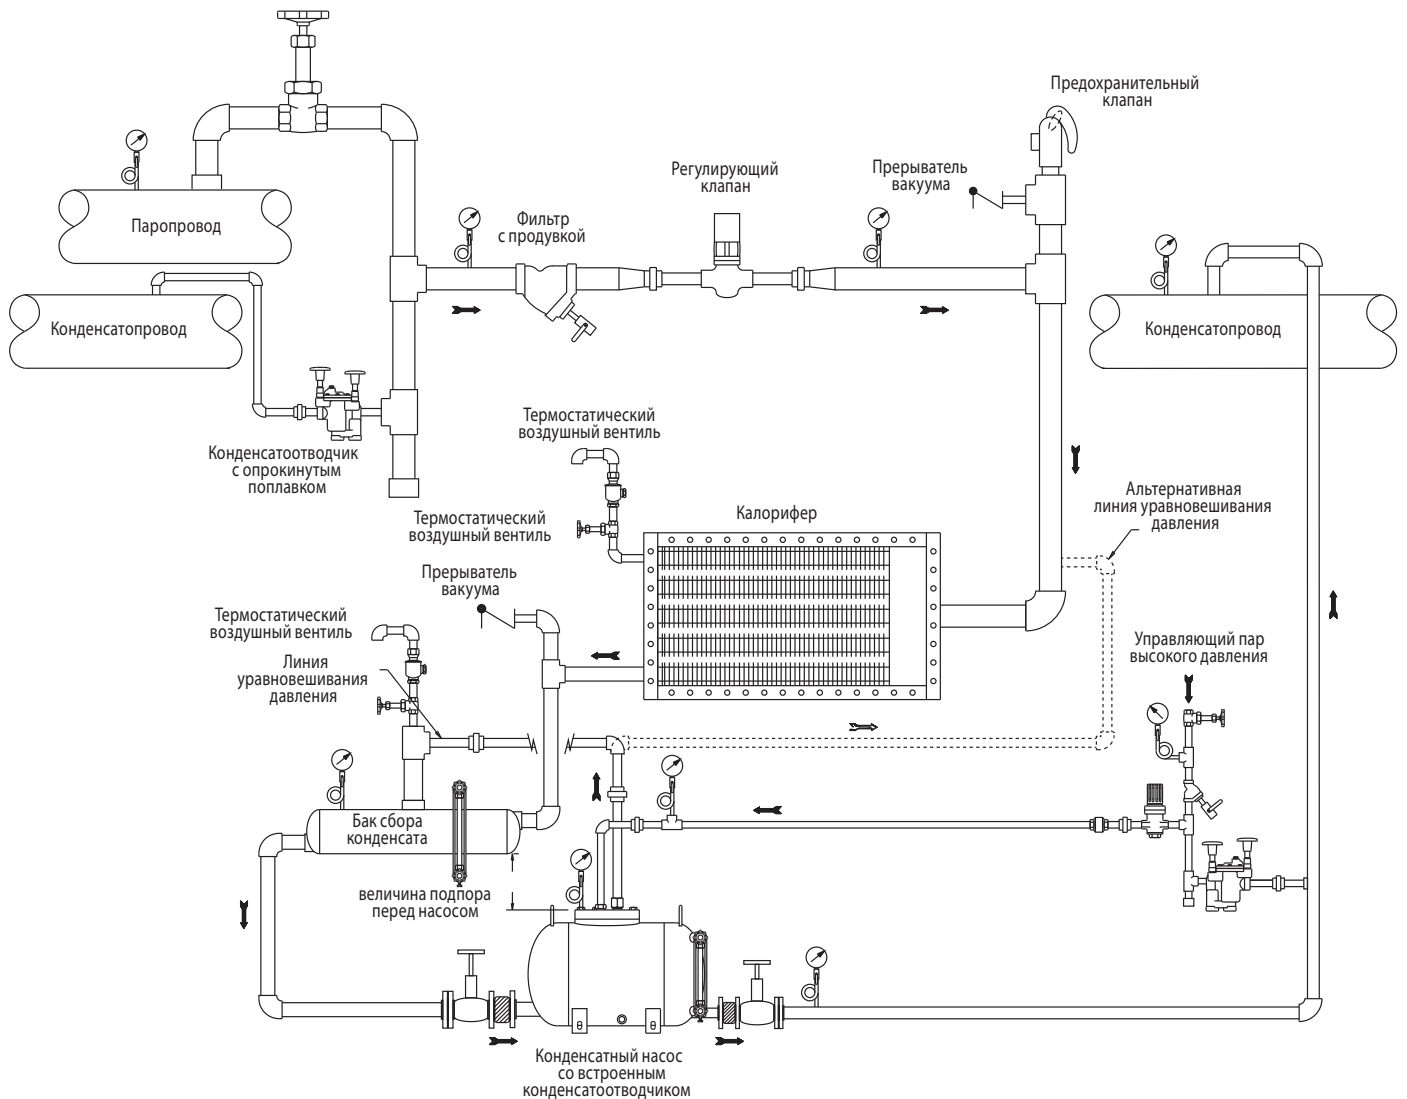 Предохранительный
клапан
Регулирующий
клапан
Прерыватель
вакуума
Паропровод
Фильтр
с продувкой
Конденсатопровод
Конденсатопровод
Термостатический
воздушный вентиль
Конденсатоотводчик
с опрокинутым
поплавком
Альтернативная
линия уравновешивания
давления
Термостатический
воздушный вентиль
Калорифер
Прерыватель
вакуума
Термостатический
воздушный вентиль
Управляющий пар
высокого давления
Линия
уравновешивания
давления
Бак сбора
конденсата
величина подпора
перед насосом
Конденсатный насос
со встроенным
конденсатоотводчиком